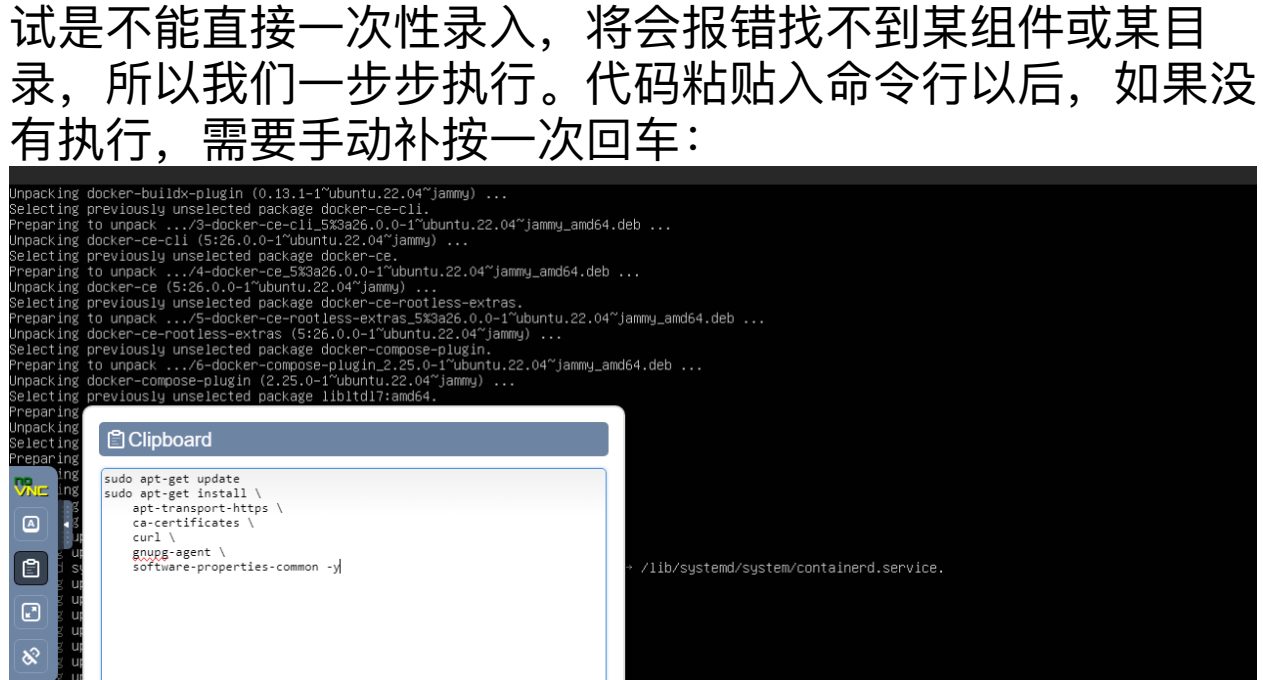 试是不能直接一次性录入，将会报错找不到某组件或某目
录，所以我们一步步执行。代码粘贴入命令行以后，如果没
有执行，需要手动补按一次回车：
Unpacking docker-buildx-plugin (0.13.1-1~ubuntu.22.04~jammy) ...
Selecting previously unselected package docker-ce-cli.
Preparing to unpack .../3-docker-ce-cli_5%3a26.0.0-1~ubuntu.22.04~jammy_amd64.deb ...
Unpacking docker-ce-cli (5:26.0.0-1~ubuntu.22.04~jammy) ...
Selecting previously unselected package docker-ce.
Preparing to unpack .../4-docker-ce_5%3a26.0.0-1~ubuntu.22.04~jammy_amd64.deb ...
Unpacking docker-ce (5:26.0.0-1~ubuntu.22.04~jammy) ...
Selecting previously unselected package docker-ce-rootless-extras.
Preparing to unpack .../5-docker-ce-rootless-extras_5%3a26.0.0-1~ubuntu.22.04~jammy_amd64.deb ...
Unpacking docker-ce-rootless-extras (5:26.0.0-1~ubuntu.22.04~jammy) ...
Selecting previously unselected package docker-compose-plugin.
Preparing to unpack .../6-docker-compose-plugin_2.25.0-1~ubuntu.22.04~jammy_amd64.deb ...
Unpacking docker-compose-plugin (2.25.0-1~ubuntu.22.04~jammy) ...
Selecting previously unselected package libltdl7:amd64.
Preparing
Unpacking
Selecting
Preparing
Clipboard
sudo apt-get update
sudo apt-get install \
apt-transport-https \
ca-certificates \
curl \
gnupg-agent \
software-properties-common -y
noVNC
A
→ /lib/systemd/system/containerd.service.